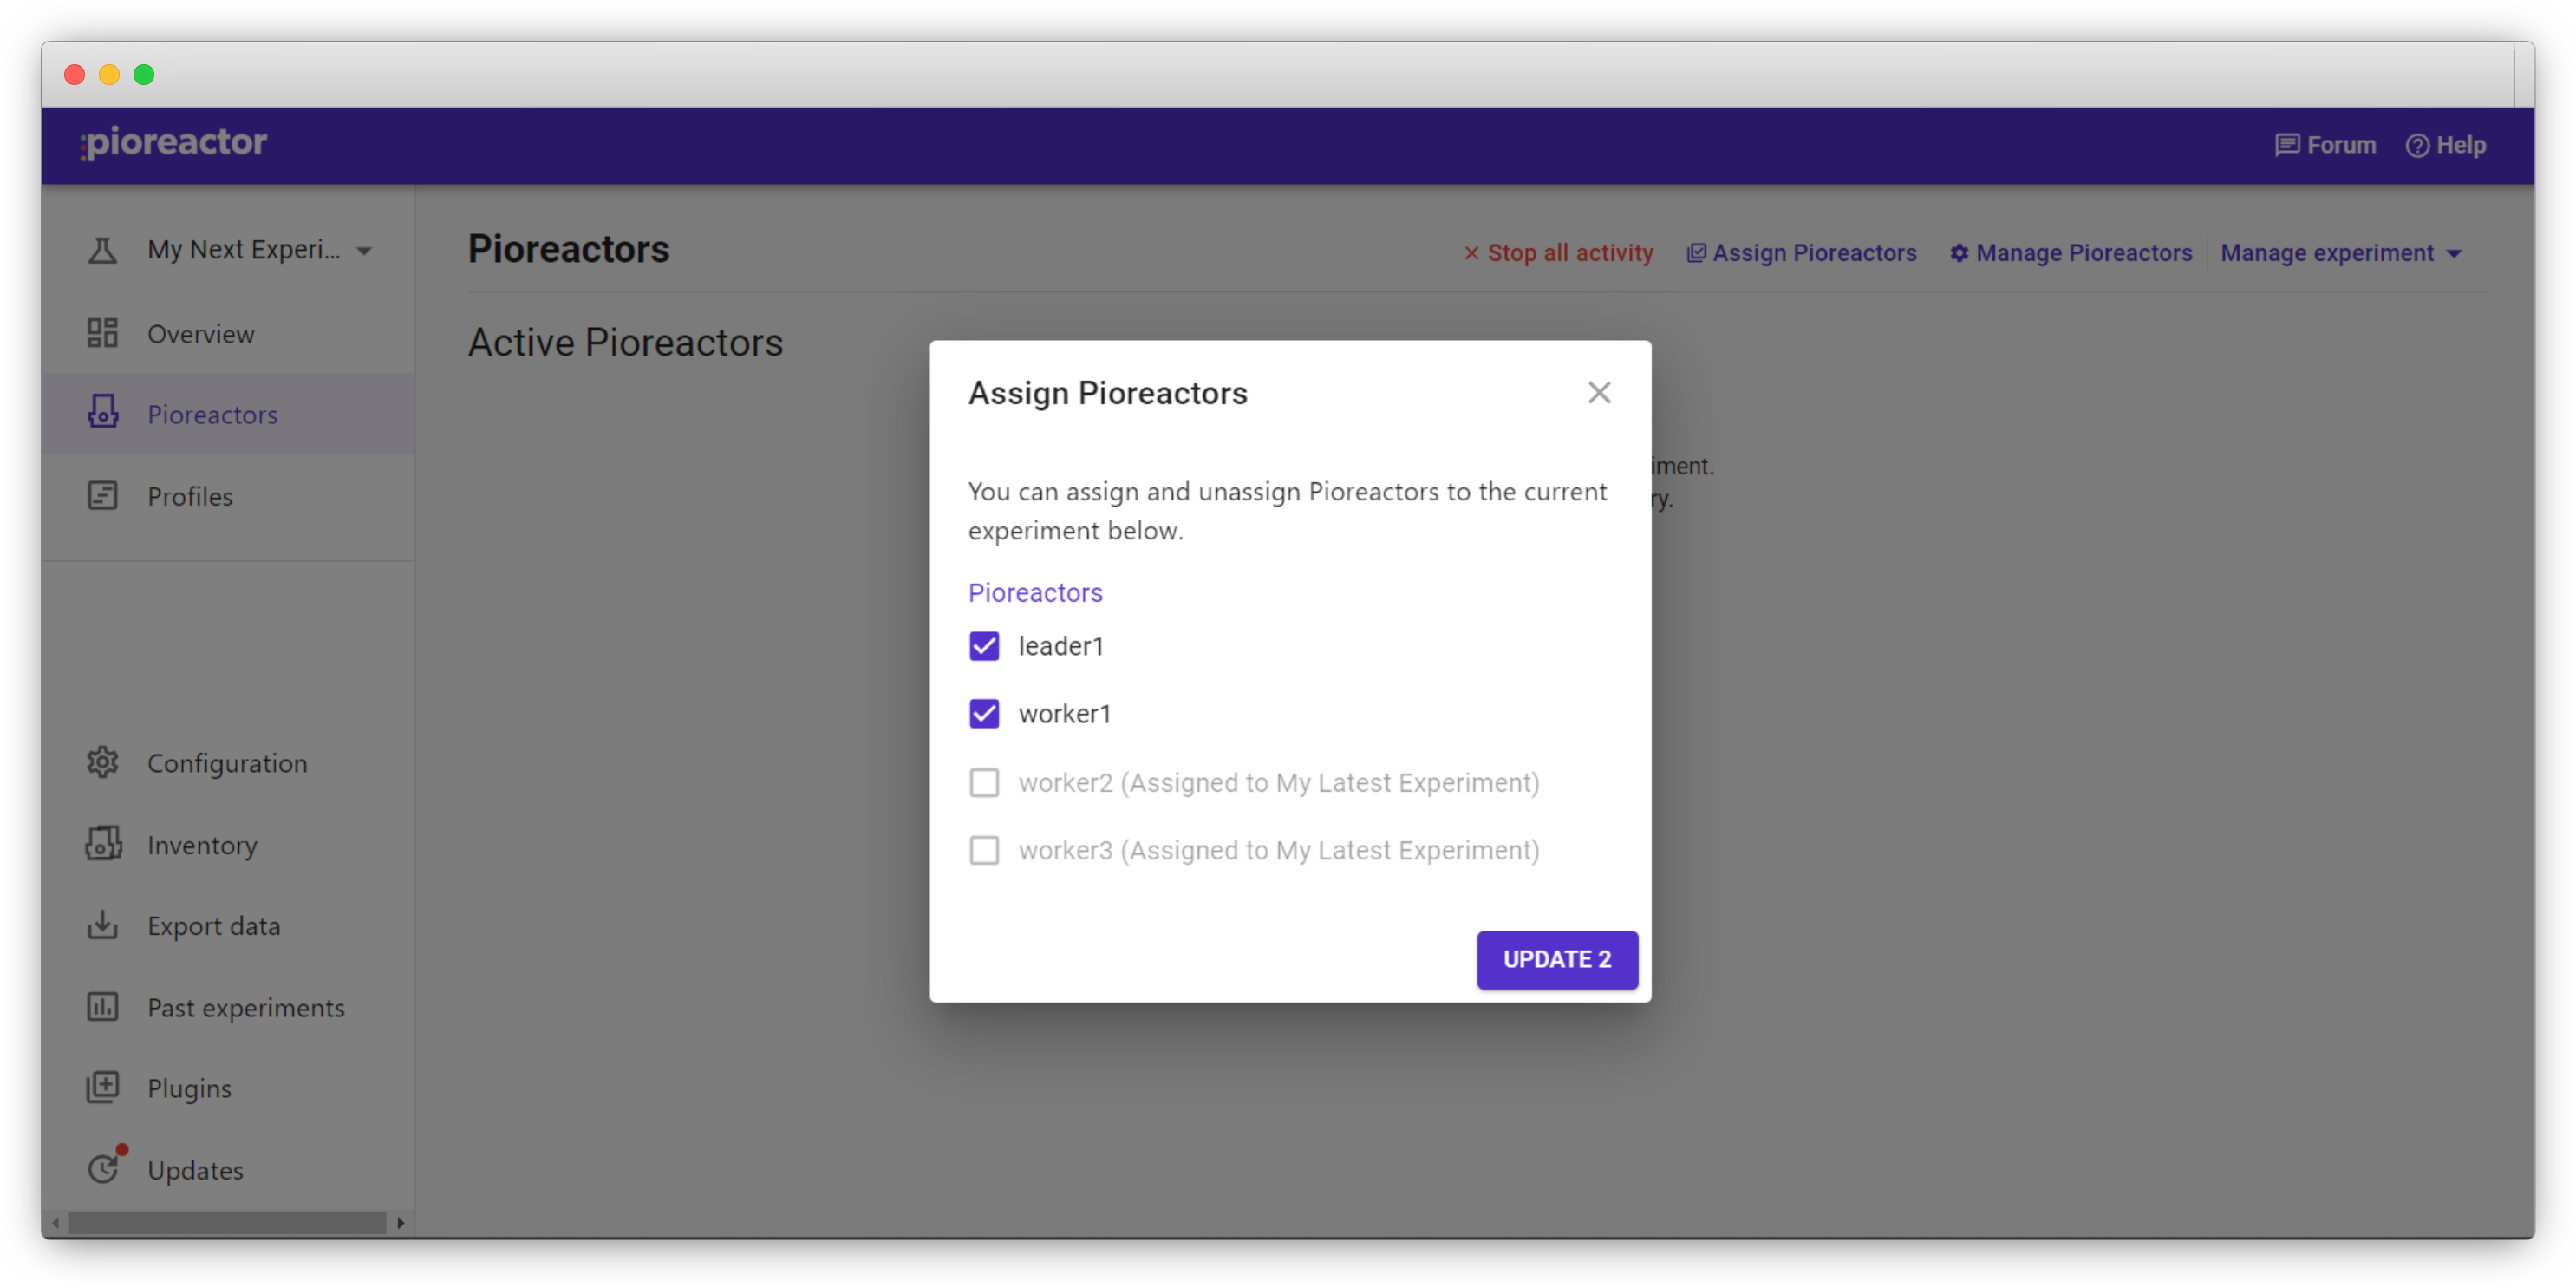 pioreactor
Forum
Help
My Next Experi...
Overview
Pioreactors
Profiles
Configuration
Inventory
Export data
Past experiments
Plugins
Updates
Pioreactors
Stop all activity
Assign Pioreactors
Manage Pioreactors
Manage experiment
Active Pioreactors
iment.
ry.
Assign Pioreactors
You can assign and unassign Pioreactors to the current
experiment below.
Pioreactors
leader1
worker1
worker2 (Assigned to My Latest Experiment)
worker3 (Assigned to My Latest Experiment)
UPDATE 2